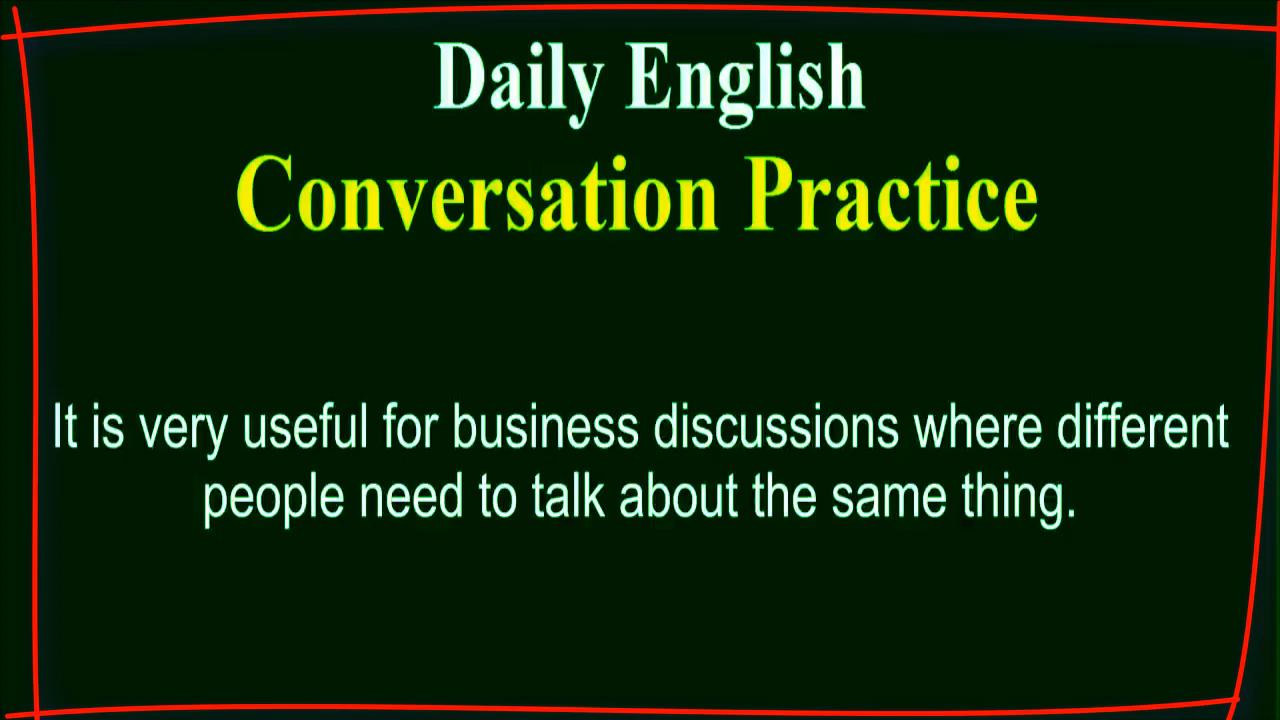 Daily English
Conversation Practice
It is very useful for business discussions where different
people need to talk about the same thing.